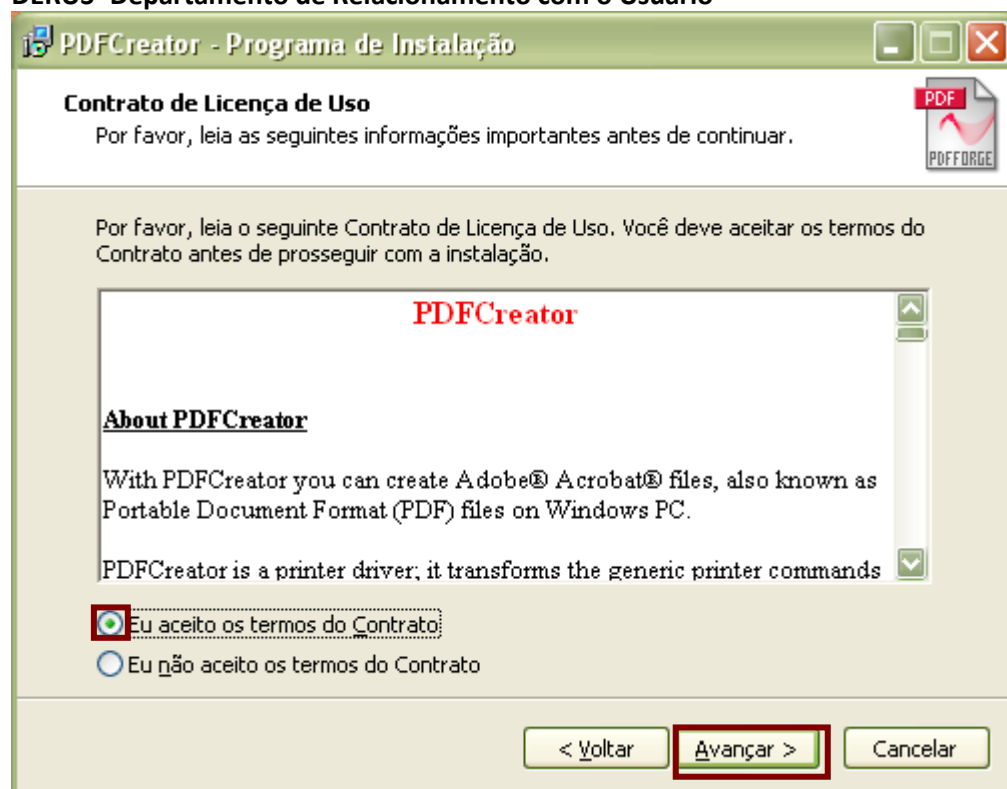 DERUS- Departamento de Relacionamento com o Usuário
PDFCreator - Programa de Instalação
Contrato de Licença de Uso
Por favor, leia as seguintes informações importantes antes de continuar.
PDF
PDFFORGE
Por favor, leia o seguinte Contrato de Licença de Uso. Você deve aceitar os termos do
Contrato antes de prosseguir com a instalação.
PDFCreator
About PDFCreator
With PDFCreator you can create Adobe® Acrobat® files, also known as
Portable Document Format (PDF) files on Windows PC.
PDFCreator is a printer driver; it transforms the generic printer commands
Eu aceito os termos do Contrato
Eu não aceito os termos do Contrato
< Voltar
Avançar >
Cancelar